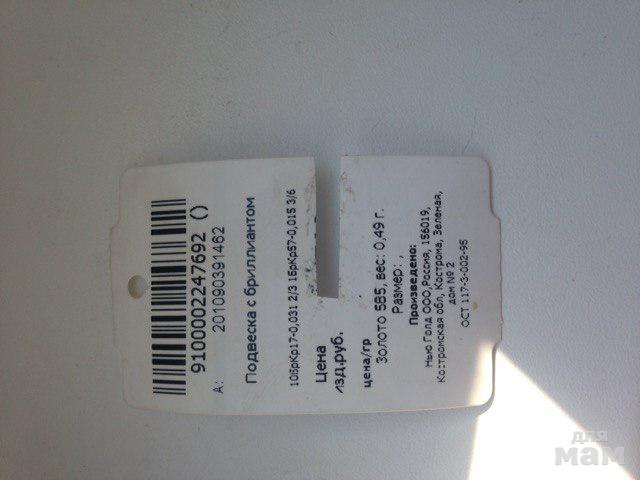 9100002247692 ()
А: 201090391462
Подвеска с бриллиантом
10БрКр17-0,031 2/3 1БрКр57-0,015 3/6
Цена
изд.руб.
цена/гр
Золото 585, вес: 0,49 г.
Размер: ,
Произведено:
Нью Голд ООО,Россия, 156019,
Костромская обл, Кострома, Зеленая,
дом № 2
ОСТ 117-3-002-95
для
мам